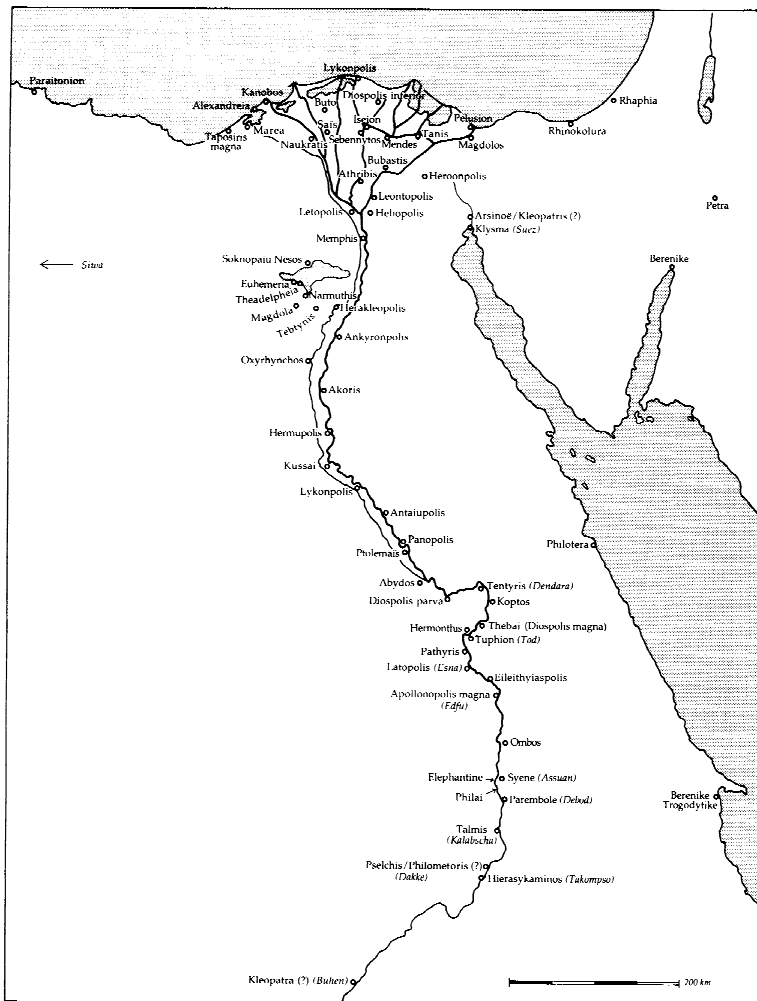 Lykonpolis
Paraitonion
Kanobos
Diospolis inferior
Rhaphia
Alexandreia
Buto
Iseion
Pelusion
Rhinokolura
Taposiris
magna
Marea
Saïs
Sebennytos
Tanis
Naukratis
Mendes
Magdolos
Bubastis
Athribis
Heroonpolis
Leontopolis
Petra
Letopolis
Heliopolis
Arsinoë/Kleopatris (?)
Klysma (Suez)
Memphis
Soknopaiu Nesos
Berenike
← Siwa
Euhemeria
Theadelpheia
Narmuthis
Magdola
Tebtynis
Herakleopolis
Ankyronpolis
Oxyrhynchos
Akoris
Hermupolis
Kussai
Lykonpolis
Antaiupolis
Panopolis
Ptolemaïs
Philotera
Abydos
Tentyris (Dendara)
Diospolis parva
Koptos
Hermonthis
Thebai (Diospolis magna)
Tuphion (Tod)
Pathyris
Latopolis (Esna)
Eileithyiaspolis
Apollonopolis magna
(Edfu)
Ombos
Elephantine
Syene (Assuan)
Philai
Parembole (Debod)
Berenike
Trogodytike
Talmis
(Kalabscha)
Pselchis/Philometoris (?)
(Dakke)
Hierasykaminos (Takompso)
Kleopatra (?) (Buhen)
200 km